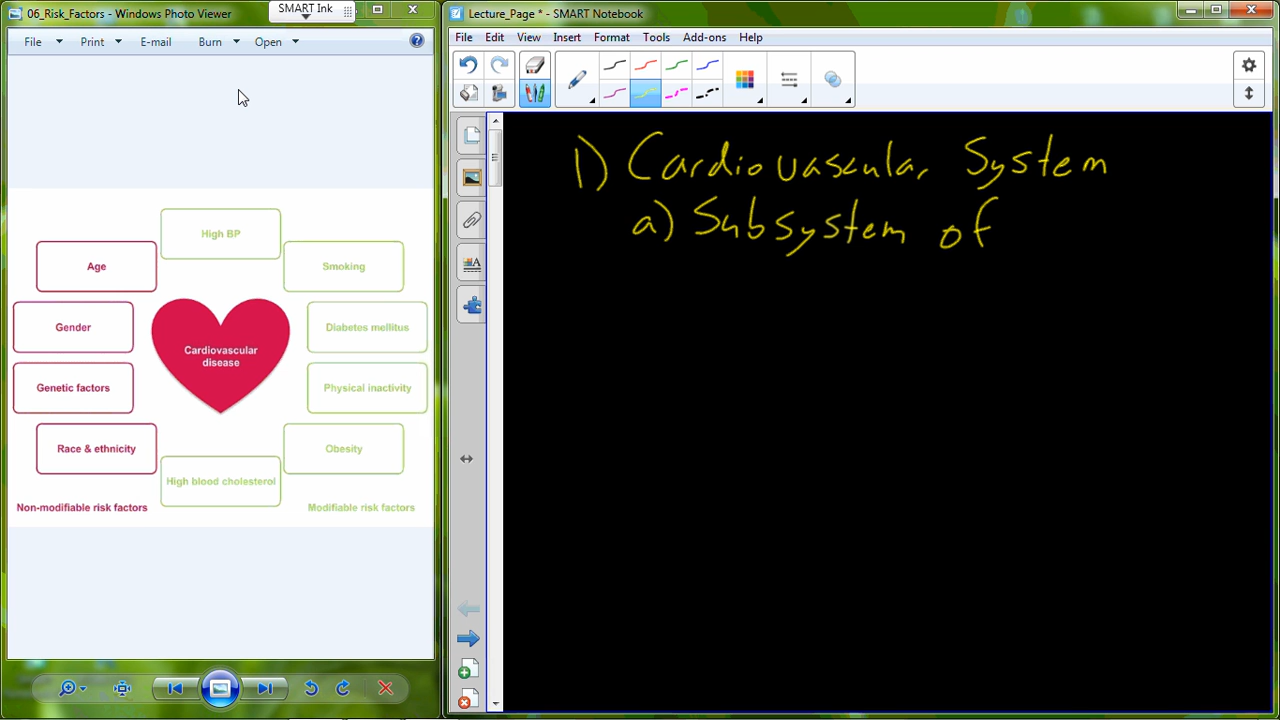 06_Risk_Factors - Windows Photo Viewer
SMART Ink
File Print E-mail Burn Open
High BP
Age
Smoking
Gender
Diabetes mellitus
Cardiovascular
disease
Genetic factors
Physical inactivity
Race & ethnicity
Obesity
High blood cholesterol
Non-modifiable risk factors
Modifiable risk factors
Lecture_Page * - SMART Notebook
File Edit View Insert Format Tools Add-ons Help
1) Cardiovascular System
a) Subsystem of